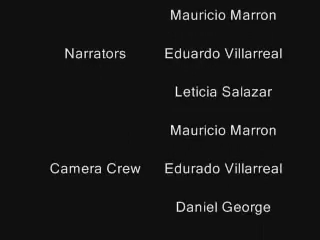 Mauricio Marron
Narrators Eduardo Villarreal
Leticia Salazar
Mauricio Marron
Camera Crew Edurado Villarreal
Daniel George